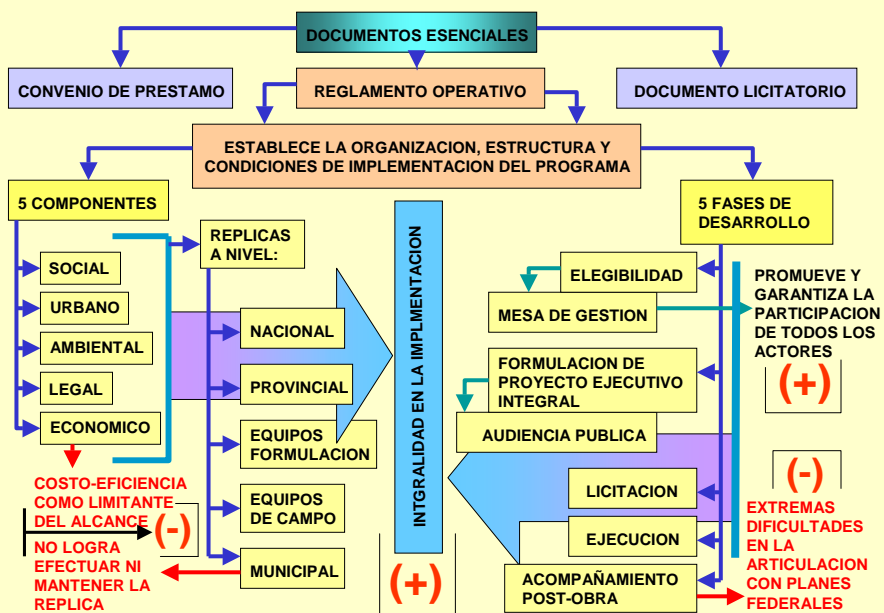 DOCUMENTOS ESENCIALES
CONVENIO DE PRESTAMO
REGLAMENTO OPERATIVO
DOCUMENTO LICITATORIO
ESTABLECE LA ORGANIZACION, ESTRUCTURA Y
CONDICIONES DE IMPLEMENTACION DEL PROGRAMA
5 COMPONENTES
SOCIAL
URBANO
AMBIENTAL
LEGAL
ECONOMICO
COSTO-EFICIENCIA
COMO LIMITANTE
DEL ALCANCE
(-)
NO LOGRA
EFECTUAR NI
MANTENER LA
REPLICA
REPLICAS
A NIVEL:
NACIONAL
PROVINCIAL
EQUIPOS
FORMULACION
EQUIPOS
DE CAMPO
MUNICIPAL
INTGRALIDAD EN LA IMPLMENTACION
(+)
5 FASES DE
DESARROLLO
ELEGIBILIDAD
MESA DE GESTION
FORMULACION DE
PROYECTO EJECUTIVO
INTEGRAL
AUDIENCIA PUBLICA
LICITACION
EJECUCION
ACOMPAÑAMIENTO
POST-OBRA
PROMUEVE Y
GARANTIZA LA
PARTICIPACION
DE TODOS LOS
ACTORES
(+)
(-)
EXTREMAS
DIFICULTADES
EN LA
ARTICULACION
CON PLANES
FEDERALES